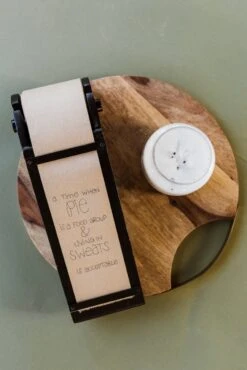 a time when
PIE
is a food group
&
living in
SWEATS
is acceptable